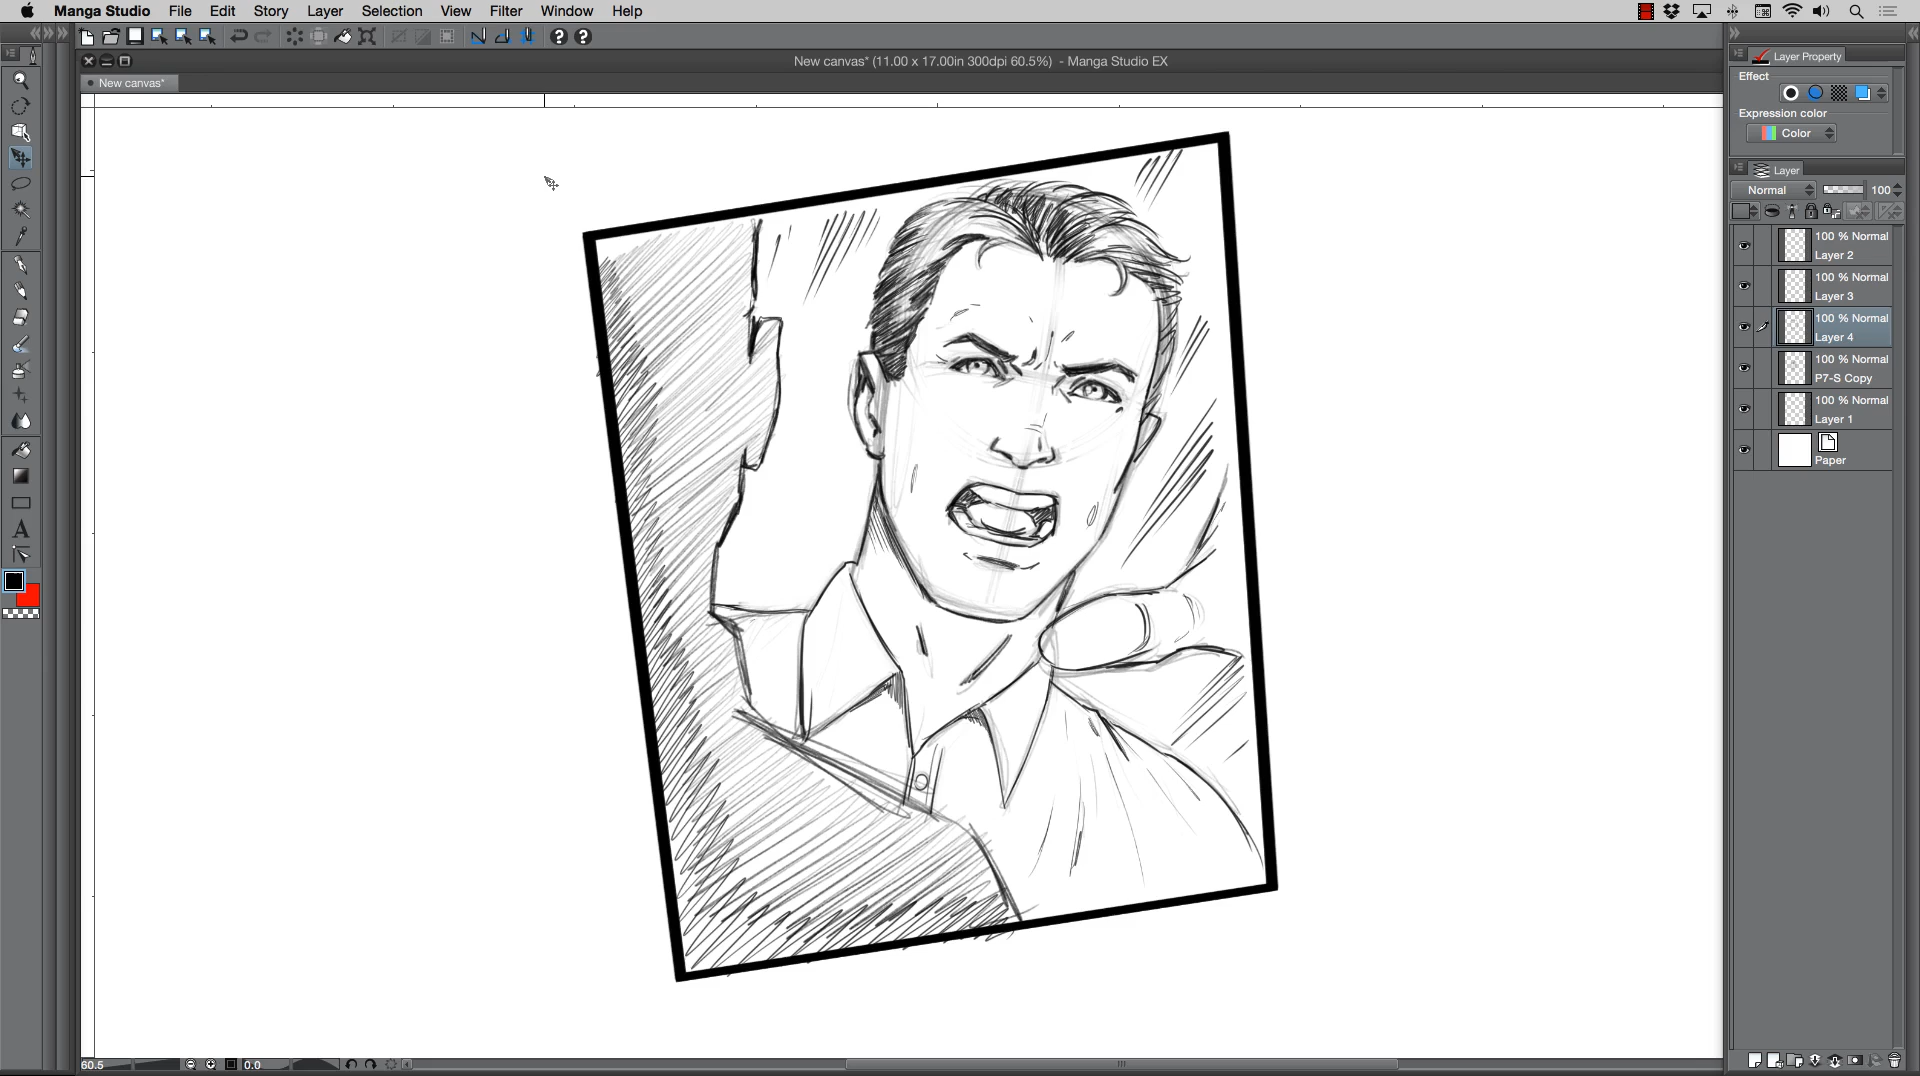 Manga Studio File Edit Story Layer Selection View Filter Window Help
New canvas* (11.00 x 17.00in 300dpi 60.5%) - Manga Studio EX
New canvas*
Layer Property
Effect
Expression color
Color
Layer
Normal 100
100 % Normal
Layer 2
100 % Normal
Layer 3
100 % Normal
Layer 4
100 % Normal
P7-S Copy
100 % Normal
Layer 1
Paper
60.5 0.0